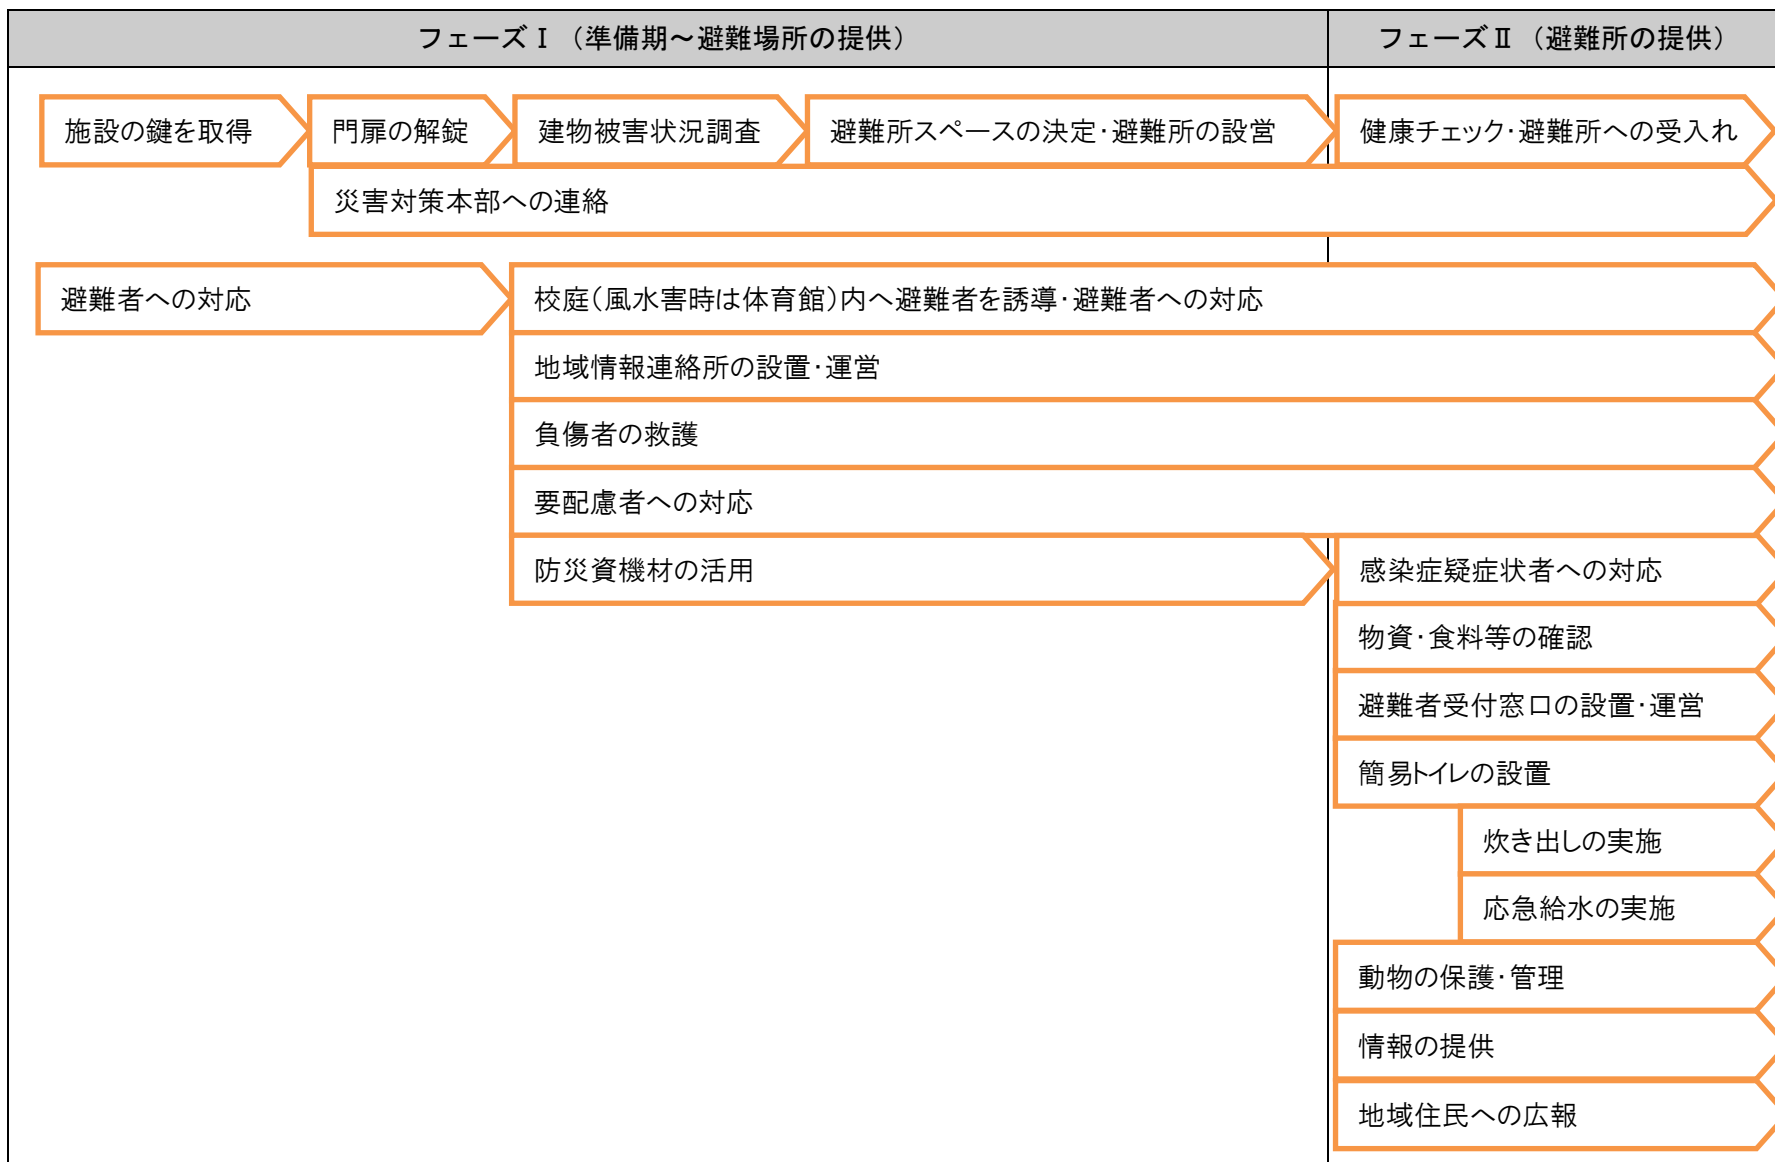 フェーズⅠ（準備期～避難場所の提供）
フェーズⅡ（避難所の提供）
施設の鍵を取得
門扉の解錠
建物被害状況調査
避難所スペースの決定・避難所の設営
健康チェック・避難所への受入れ
災害対策本部への連絡
避難者への対応
校庭（風水害時は体育館）内へ避難者を誘導・避難者への対応
地域情報連絡所の設置・運営
負傷者の救護
要配慮者への対応
防災資機材の活用
感染症疑症状者への対応
物資・食料等の確認
避難者受付窓口の設置・運営
簡易トイレの設置
炊き出しの実施
応急給水の実施
動物の保護・管理
情報の提供
地域住民への広報